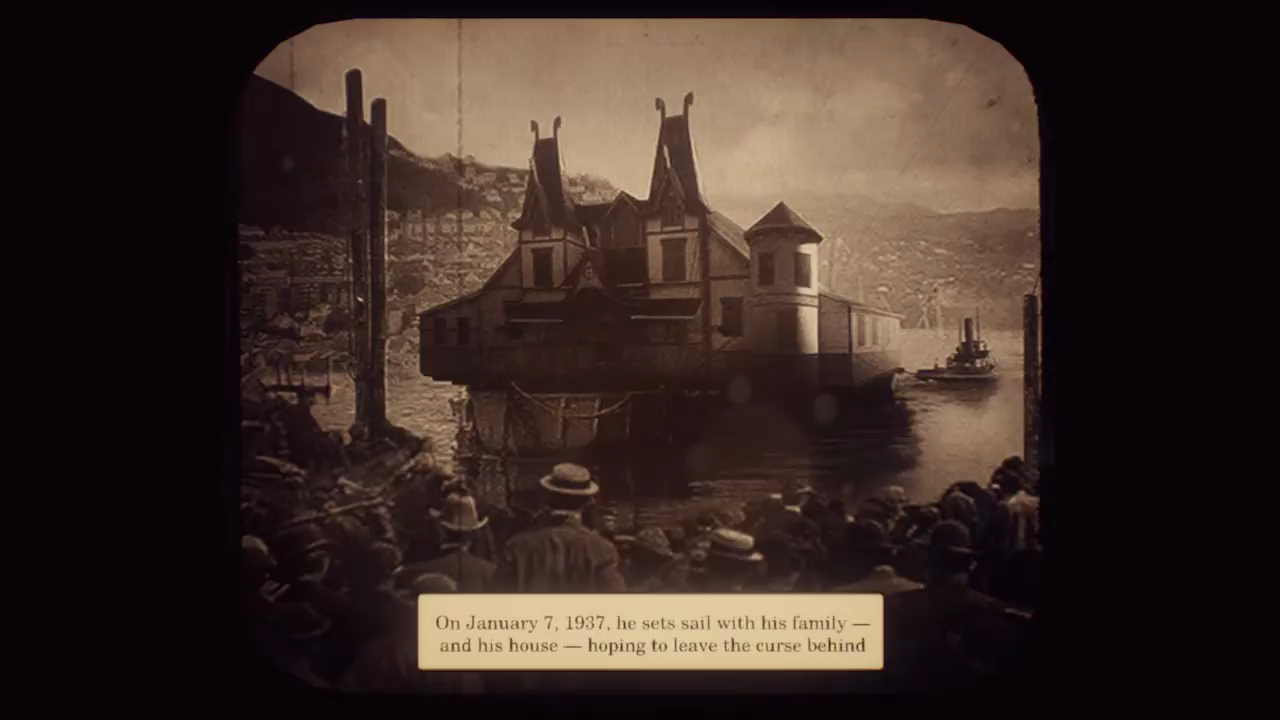 On January 7, 1937, he sets sail with his family —
and his house — hoping to leave the curse behind